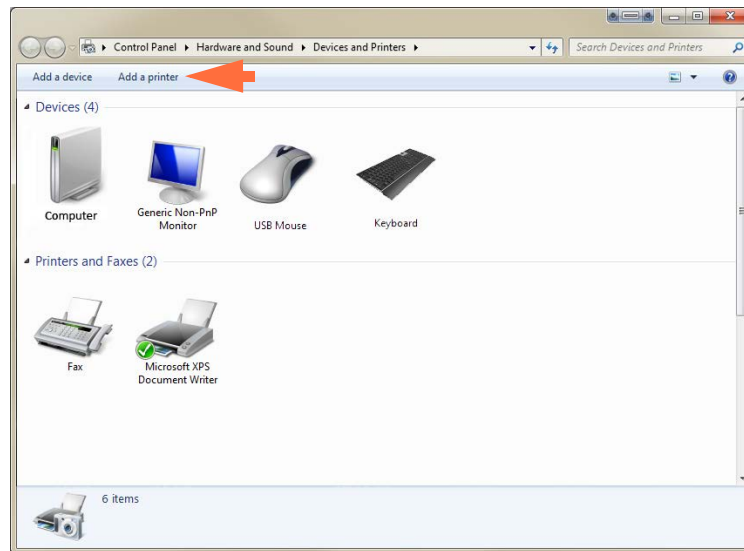 Control Panel Hardware and Sound Devices and Printers Search Devices and Printers
Add a device Add a printer
Devices (4)
Computer
Generic Non-PnP
Monitor
USB Mouse
Keyboard
Printers and Faxes (2)
Fax
Microsoft XPS
Document Writer
6 items